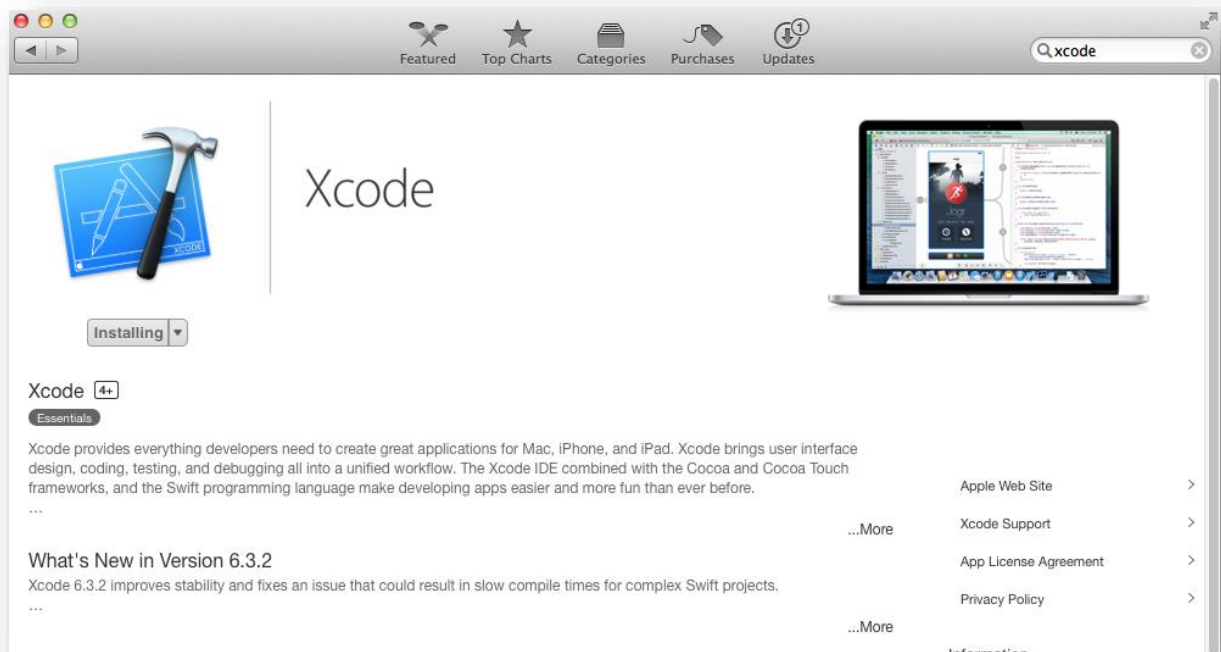 1
Featured Top Charts Categories Purchases Updates
xcode
XCODE
Xcode
Jogr
Installing
Xcode 4+
Essentials
Xcode provides everything developers need to create great applications for Mac, iPhone, and iPad. Xcode brings user interface
design, coding, testing, and debugging all into a unified workflow. The Xcode IDE combined with the Cocoa and Cocoa Touch
frameworks, and the Swift programming language make developing apps easier and more fun than ever before.
...
...More
What's New in Version 6.3.2
Xcode 6.3.2 improves stability and fixes an issue that could result in slow compile times for complex Swift projects.
...
...More
Apple Web Site
Xcode Support
App License Agreement
Privacy Policy
Information